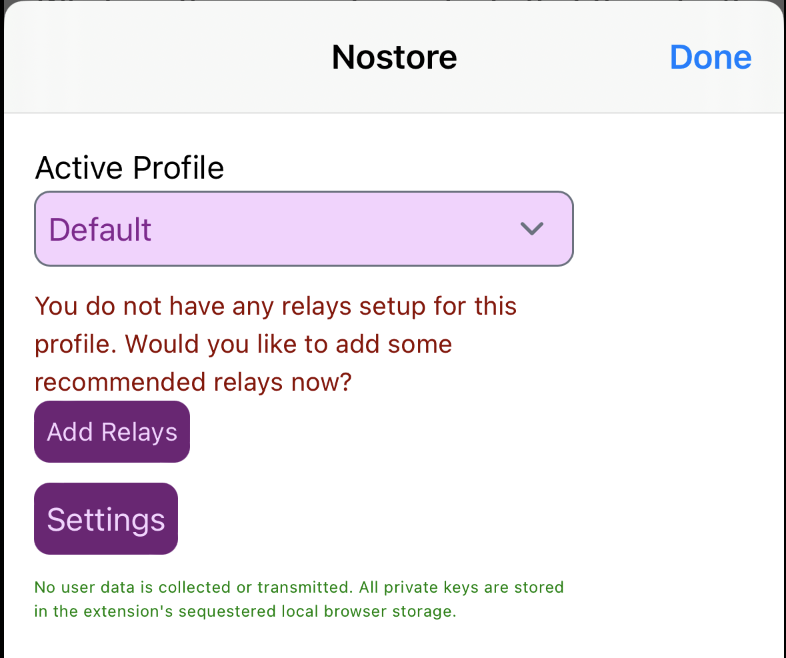 Nostore
Done
Active Profile
Default
You do not have any relays setup for this
profile. Would you like to add some
recommended relays now?
Add Relays
Settings
No user data is collected or transmitted. All private keys are stored
in the extension's sequestered local browser storage.